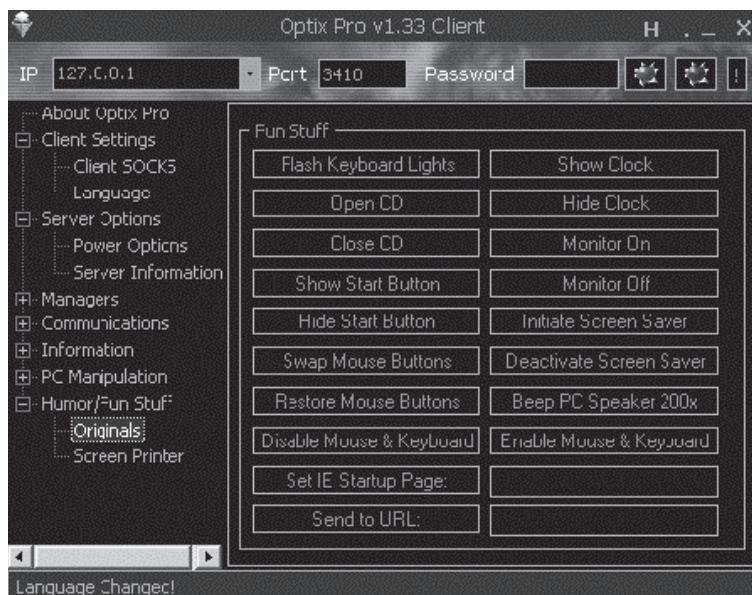 Optix Pro v1.33 Client H . _ X
IP 127.0.0.1 Port 3410 Password !
About Optix Pro
Client Settings
Client SOCKS
Language
Server Options
Power Options
Server Information
Managers
Communications
Information
PC Manipulation
Humor/Fun Stuff
Originals
Screen Printer
Fun Stuff
Flash Keyboard Lights Show Clock
Open CD Hide Clock
Close CD Monitor On
Show Start Button Monitor Off
Hide Start Button Initiate Screen Saver
Swap Mouse Buttons Deactivate Screen Saver
Restore Mouse Buttons Beep PC Speaker 200x
Disable Mouse & Keyboard Enable Mouse & Keyboard
Set IE Startup Page:
Send to URL:
Language Changed!